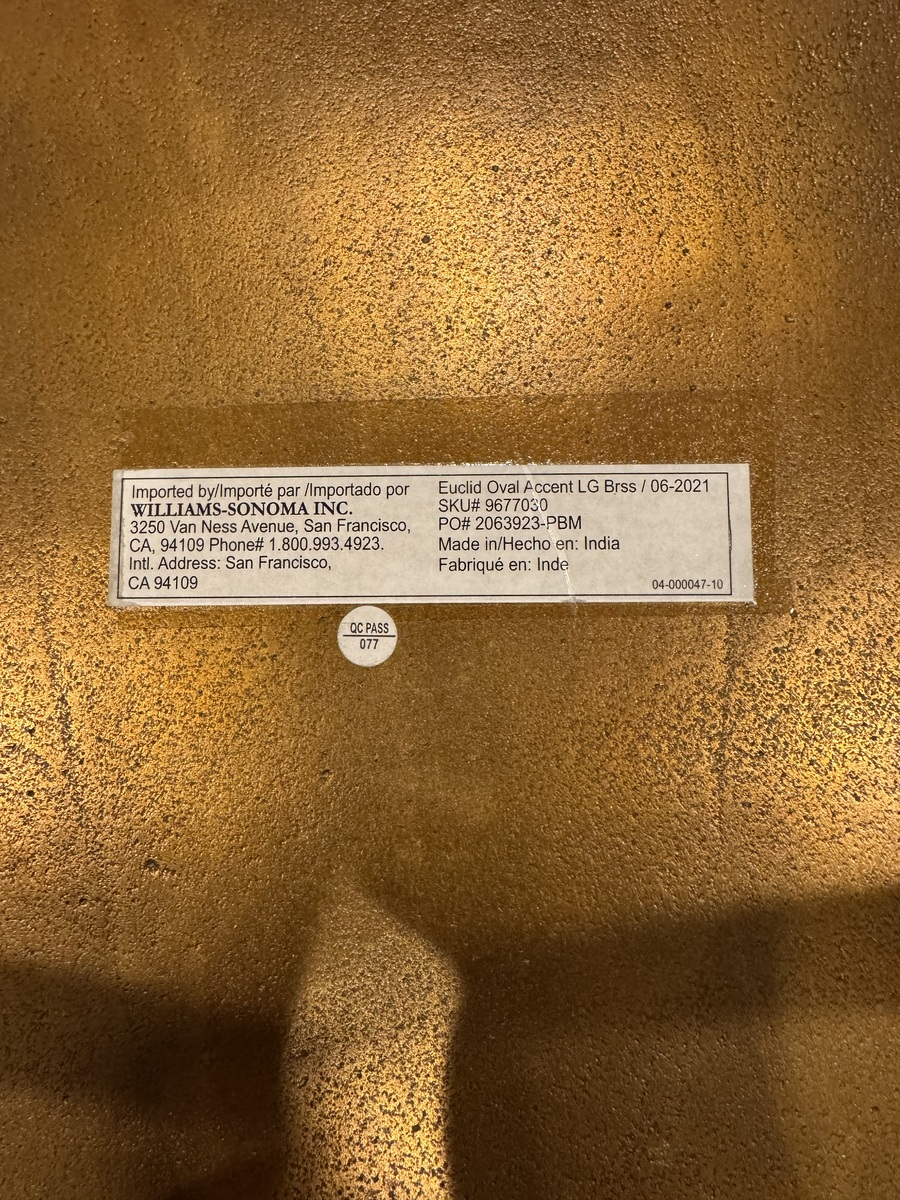 Imported by/Importé par /Importado por
WILLIAMS-SONOMA INC.
3250 Van Ness Avenue, San Francisco,
CA, 94109 Phone# 1.800.993.4923.
Intl. Address: San Francisco,
CA 94109
Euclid Oval Accent LG Brss / 06-2021
SKU# 9677030
PO# 2063923-PBM
Made in/Hecho en: India
Fabriqué en: Inde
04-000047-10
QC PASS
077